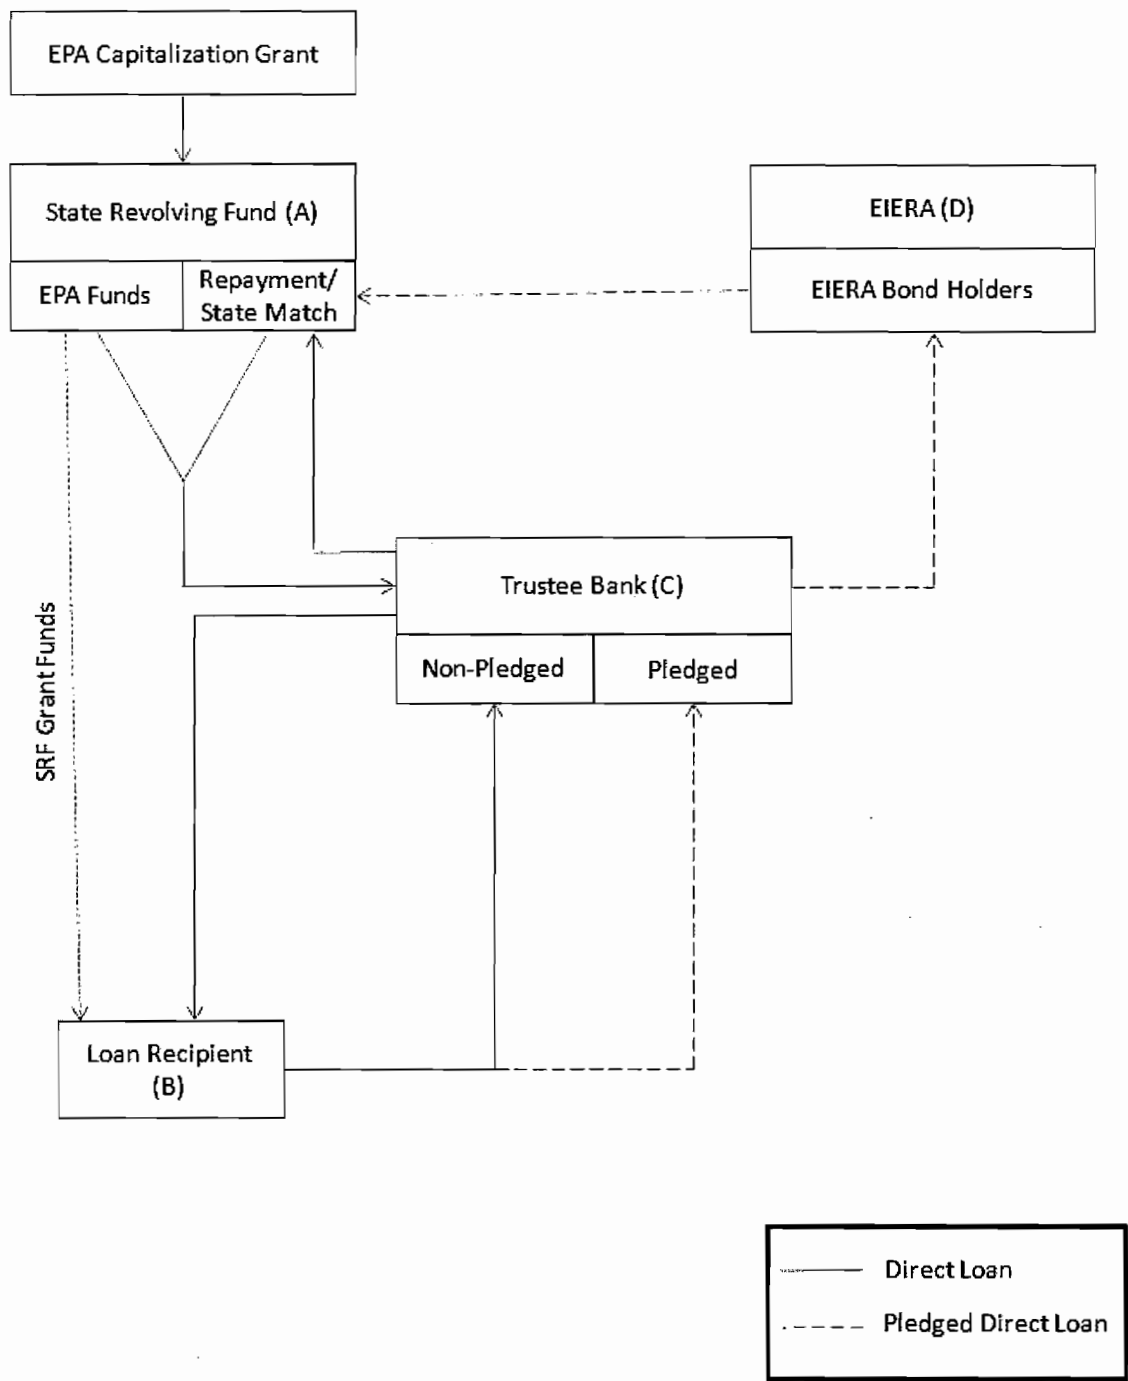 EPA Capitalization Grant
State Revolving Fund (A)
EPA Funds
Repayment/
State Match
EIERA (D)
EIERA Bond Holders
Trustee Bank (C)
Non-Pledged
Pledged
SRF Grant Funds
Loan Recipient
(B)
Direct Loan
Pledged Direct Loan